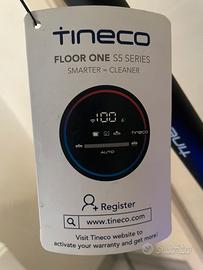 TINECO
FLOOR ONE S5 SERIES
SMARTER = CLEANER
100
TINECO
AUTO
Register
www.tineco.com
Visit Tineco website to
activate your warranty and get more!
TINECO